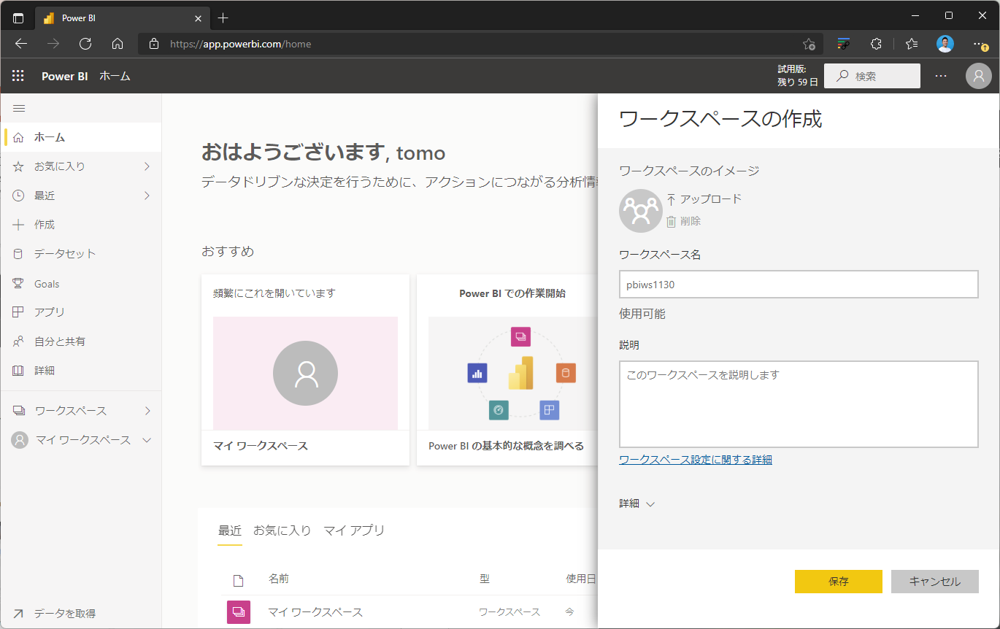 Power BI
https://app.powerbi.com/home
Power BI ホーム
試用版:
残り 59 日
検索
ホーム
お気に入り
最近
作成
データセット
Goals
アプリ
自分と共有
詳細
ワークスペース
マイ ワークスペース
データを取得
おはようございます, tomo
データドリブンな決定を行うために、アクションにつながる分析情
おすすめ
頻繁にこれを開いています
マイ ワークスペース
Power BI での作業開始
Power BI の基本的な概念を調べる
最近 お気に入り マイ アプリ
名前 型 使用日
マイ ワークスペース ワークスペース 今
ワークスペースの作成
ワークスペースのイメージ
アップロード
削除
ワークスペース名
pbiws1130
使用可能
説明
このワークスペースを説明します
ワークスペース設定に関する詳細
詳細
保存 キャンセル